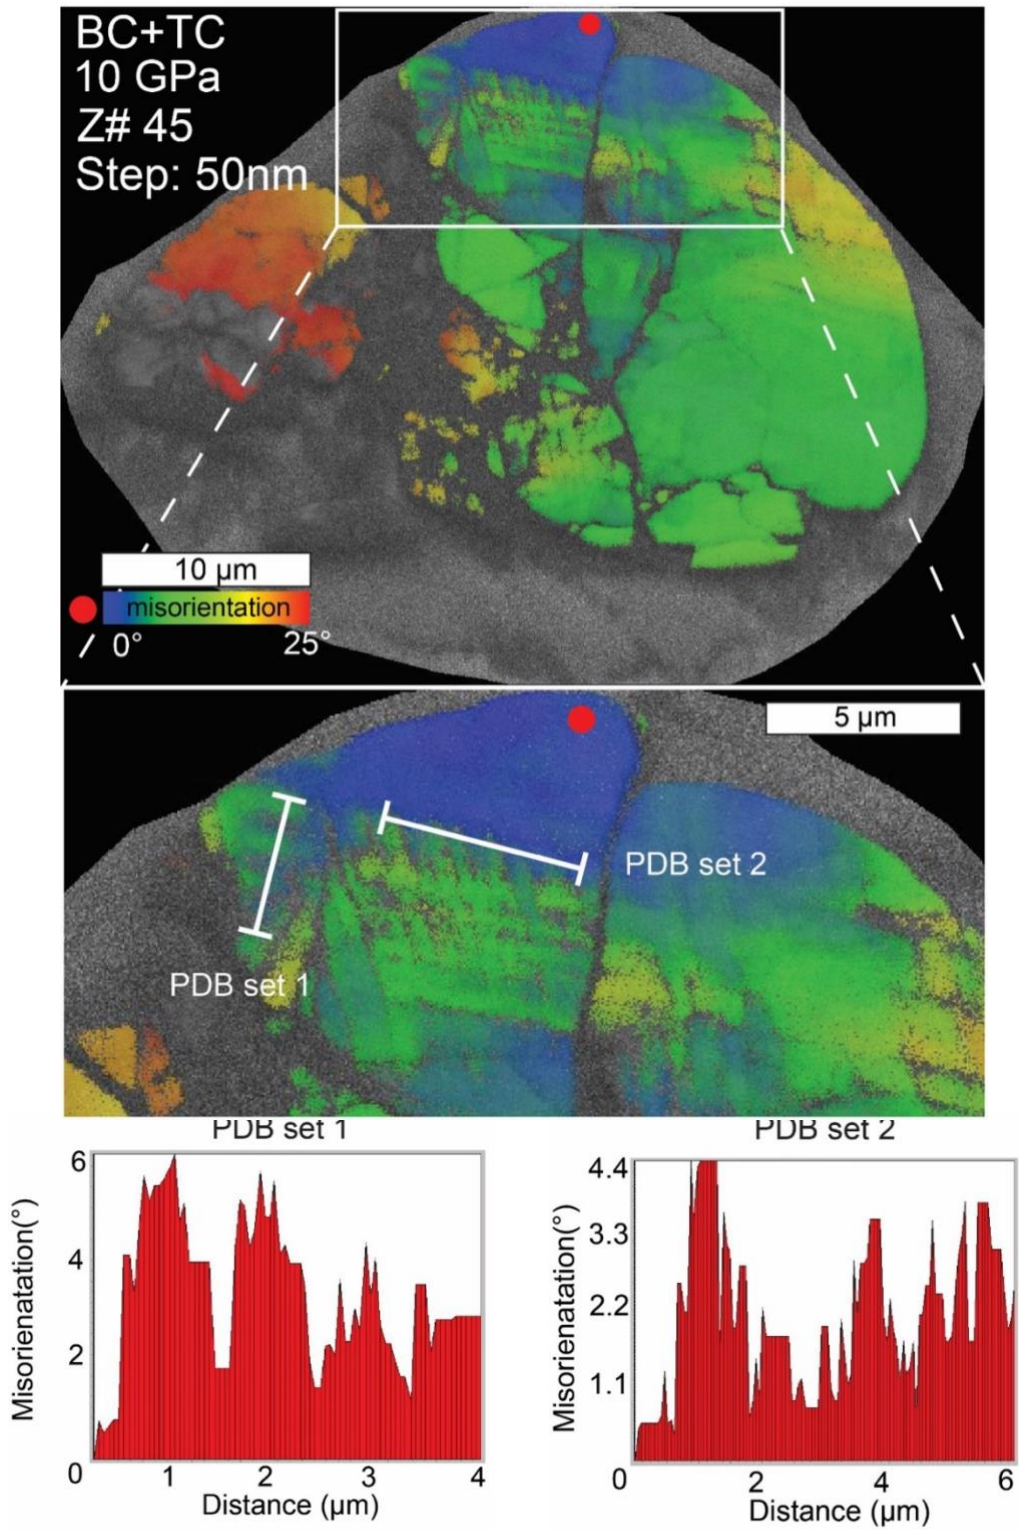 BC+TC
10 GPa
Z# 45
Step: 50nm
10 µm
misorientation
0° 25°
5 µm
PDB set 2
PDB set 1
PDB set 1
6
4
2
0
1 2 3 4
Misorienatation(°)
Distance (µm)
PDB set 2
4.4
3.3
2.2
1.1
0
2 4 6
Misorienatation(°)
Distance (µm)